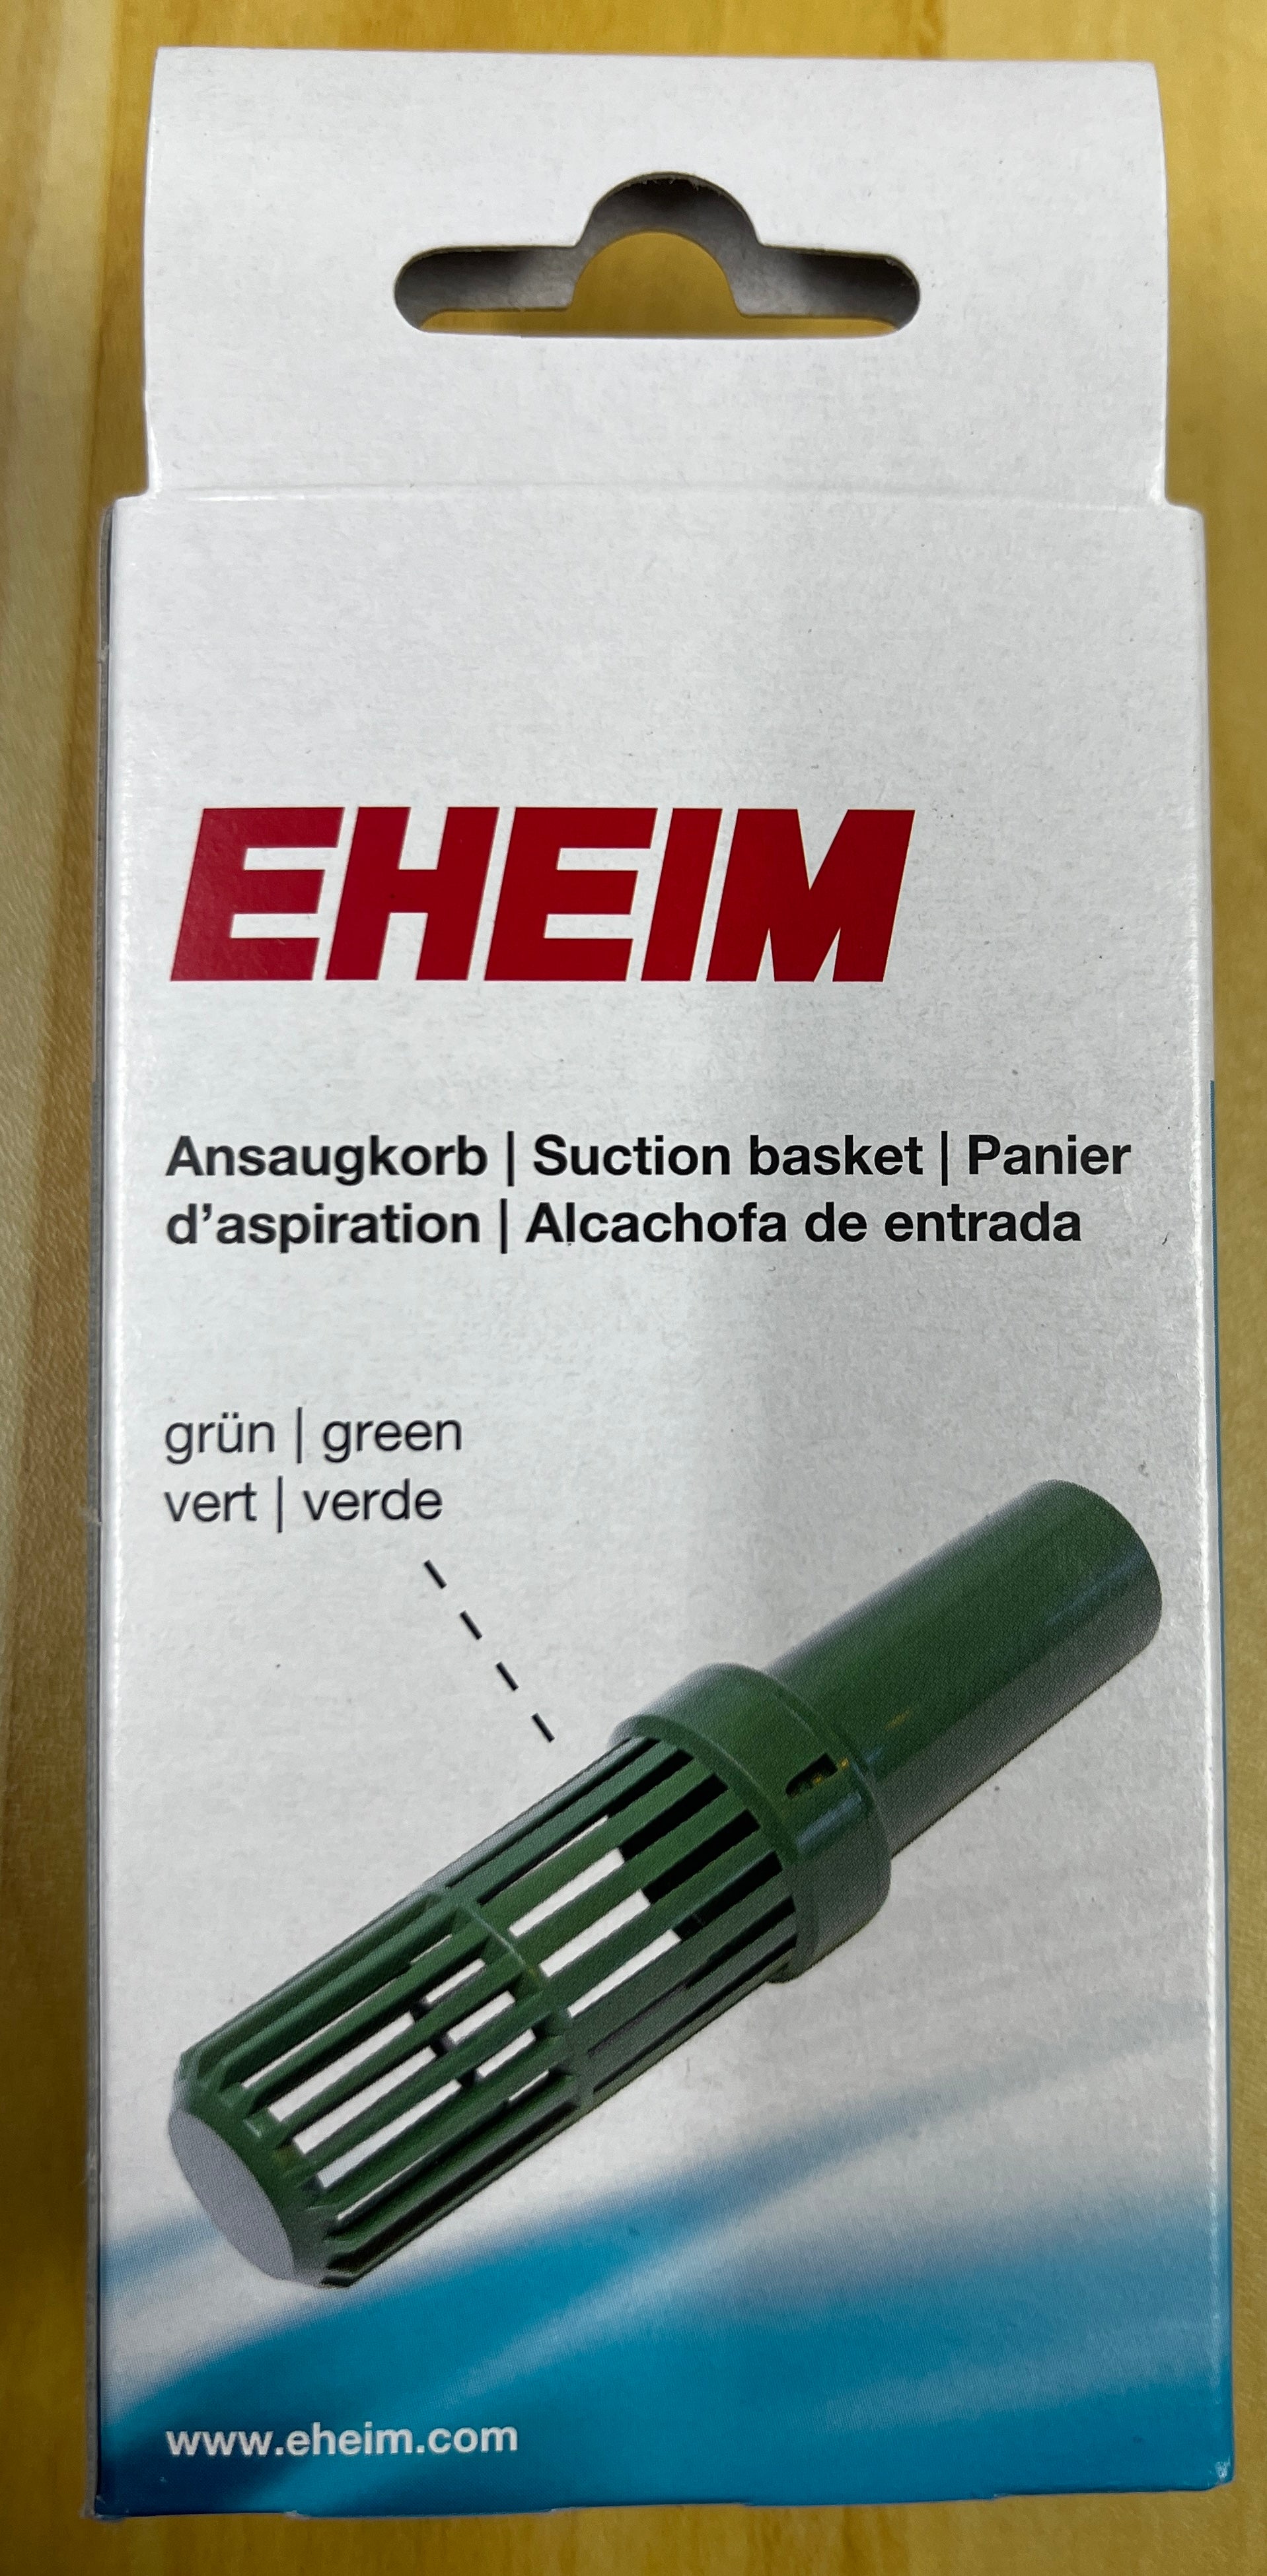 EHEIM
Ansaugkorb | Suction basket | Panier
d’aspiration | Alcachofa de entrada
grün | green
vert | verde
www.eheim.com